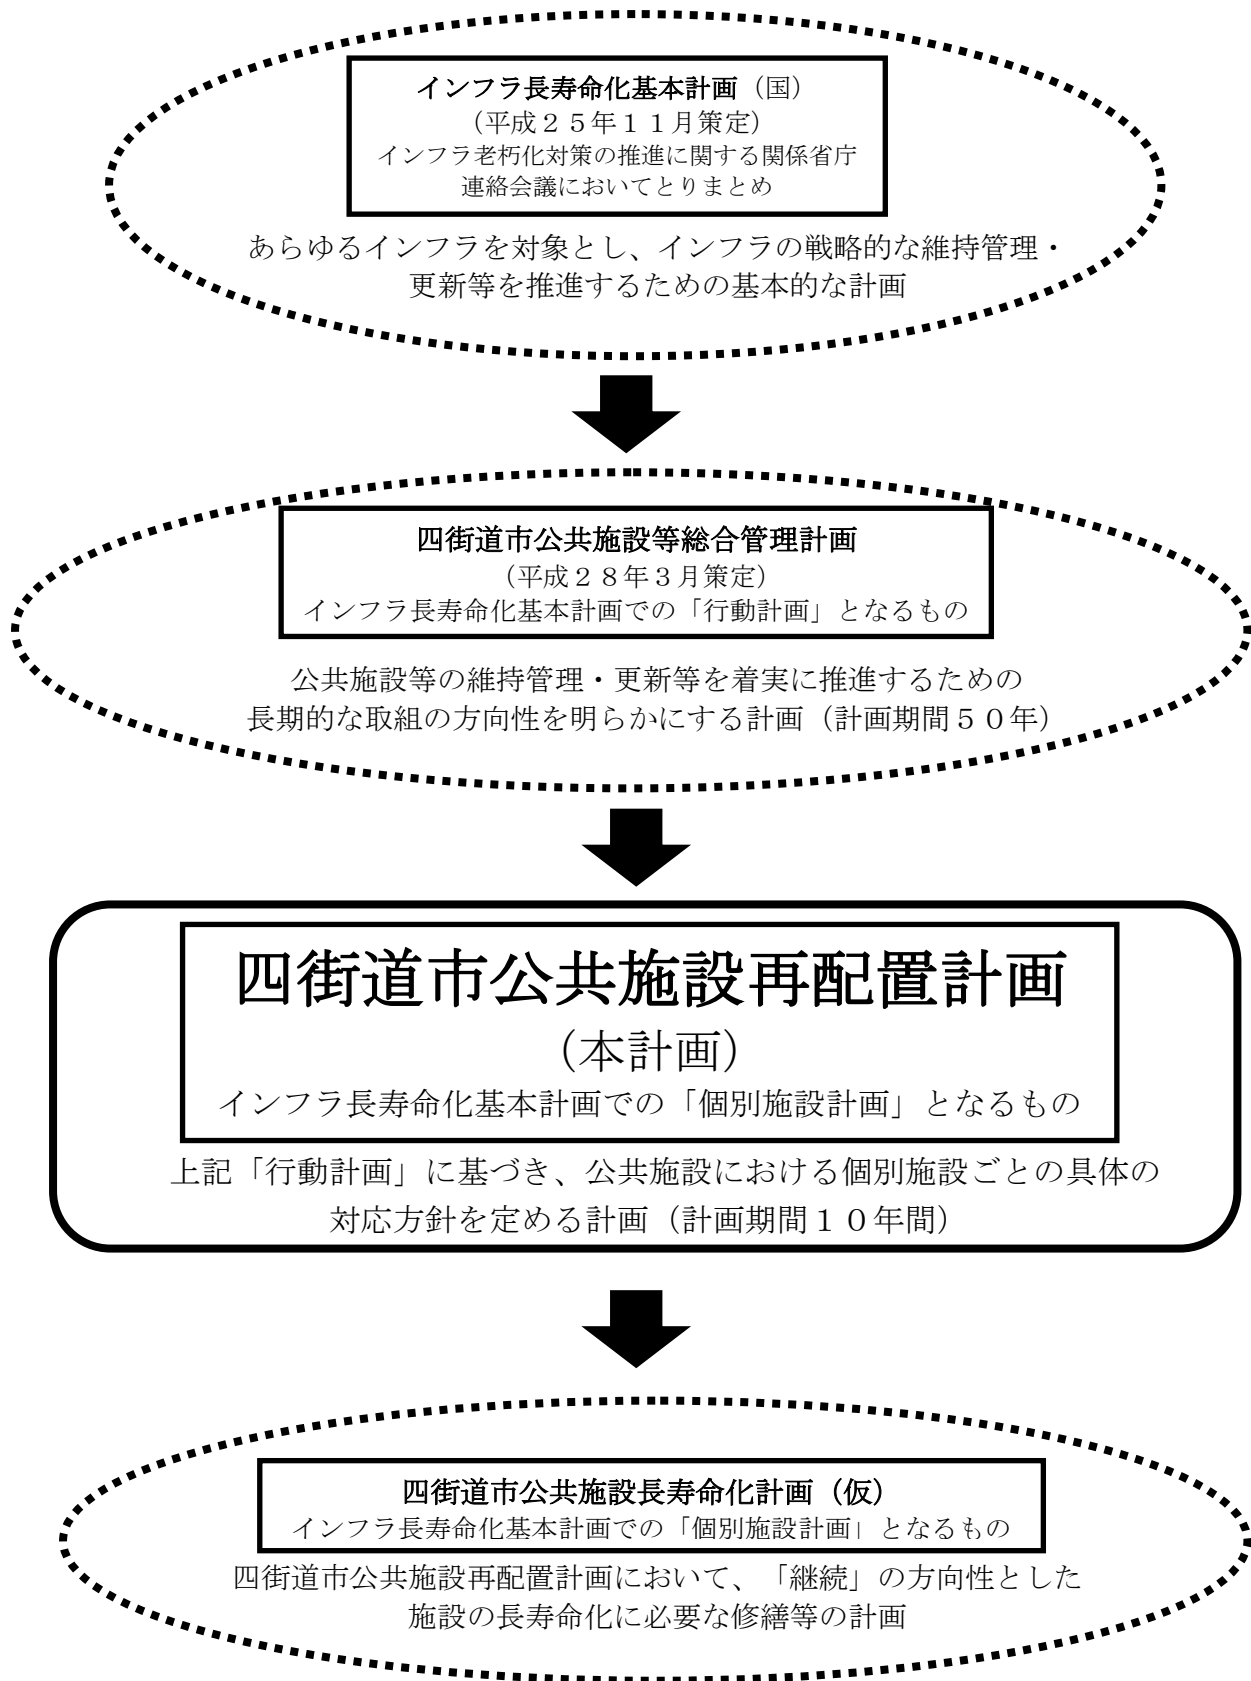 インフラ長寿命化基本計画（国）
（平成２５年１１月策定）
インフラ老朽化対策の推進に関する関係省庁
連絡会議においてとりまとめ
あらゆるインフラを対象とし、インフラの戦略的な維持管理・
更新等を推進するための基本的な計画
四街道市公共施設等総合管理計画
（平成２８年３月策定）
インフラ長寿命化基本計画での「行動計画」となるもの
公共施設等の維持管理・更新等を着実に推進するための
長期的な取組の方向性を明らかにする計画（計画期間５０年）
四街道市公共施設再配置計画
（本計画）
インフラ長寿命化基本計画での「個別施設計画」となるもの
上記「行動計画」に基づき、公共施設における個別施設ごとの具体の
対応方針を定める計画（計画期間１０年間）
四街道市公共施設長寿命化計画（仮）
インフラ長寿命化基本計画での「個別施設計画」となるもの
四街道市公共施設再配置計画において、「継続」の方向性とした
施設の長寿命化に必要な修繕等の計画